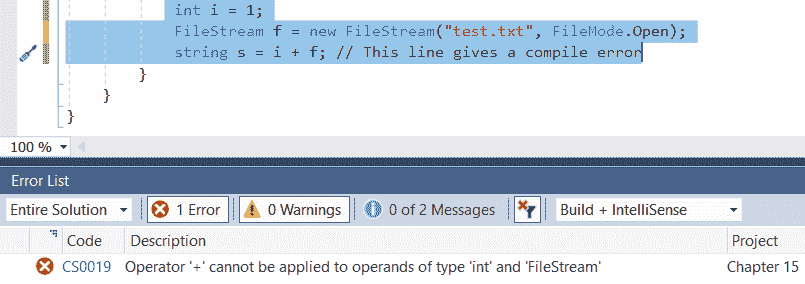 int i = 1;
FileStream f = new FileStream("test.txt", FileMode.Open);
string s = i + f; // This line gives a compile error
}
}
}
100 %
Error List
Entire Solution 1 Error 0 Warnings 0 of 2 Messages Build + IntelliSense
Code Description Project
CS0019 Operator '+' cannot be applied to operands of type 'int' and 'FileStream' Chapter 15